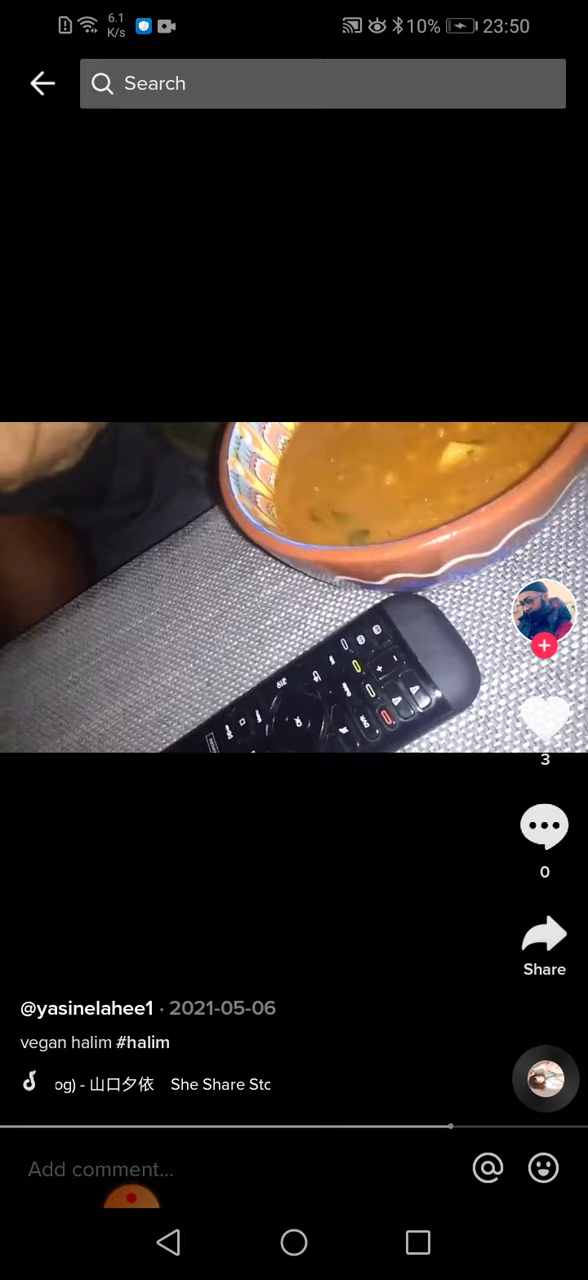 6.1
K/s
10%
23:50
Search
3
0
Share
@yasinelahee1 · 2021-05-06
vegan halim #halim
og) - 山口夕依 She Share Stc
Add comment...